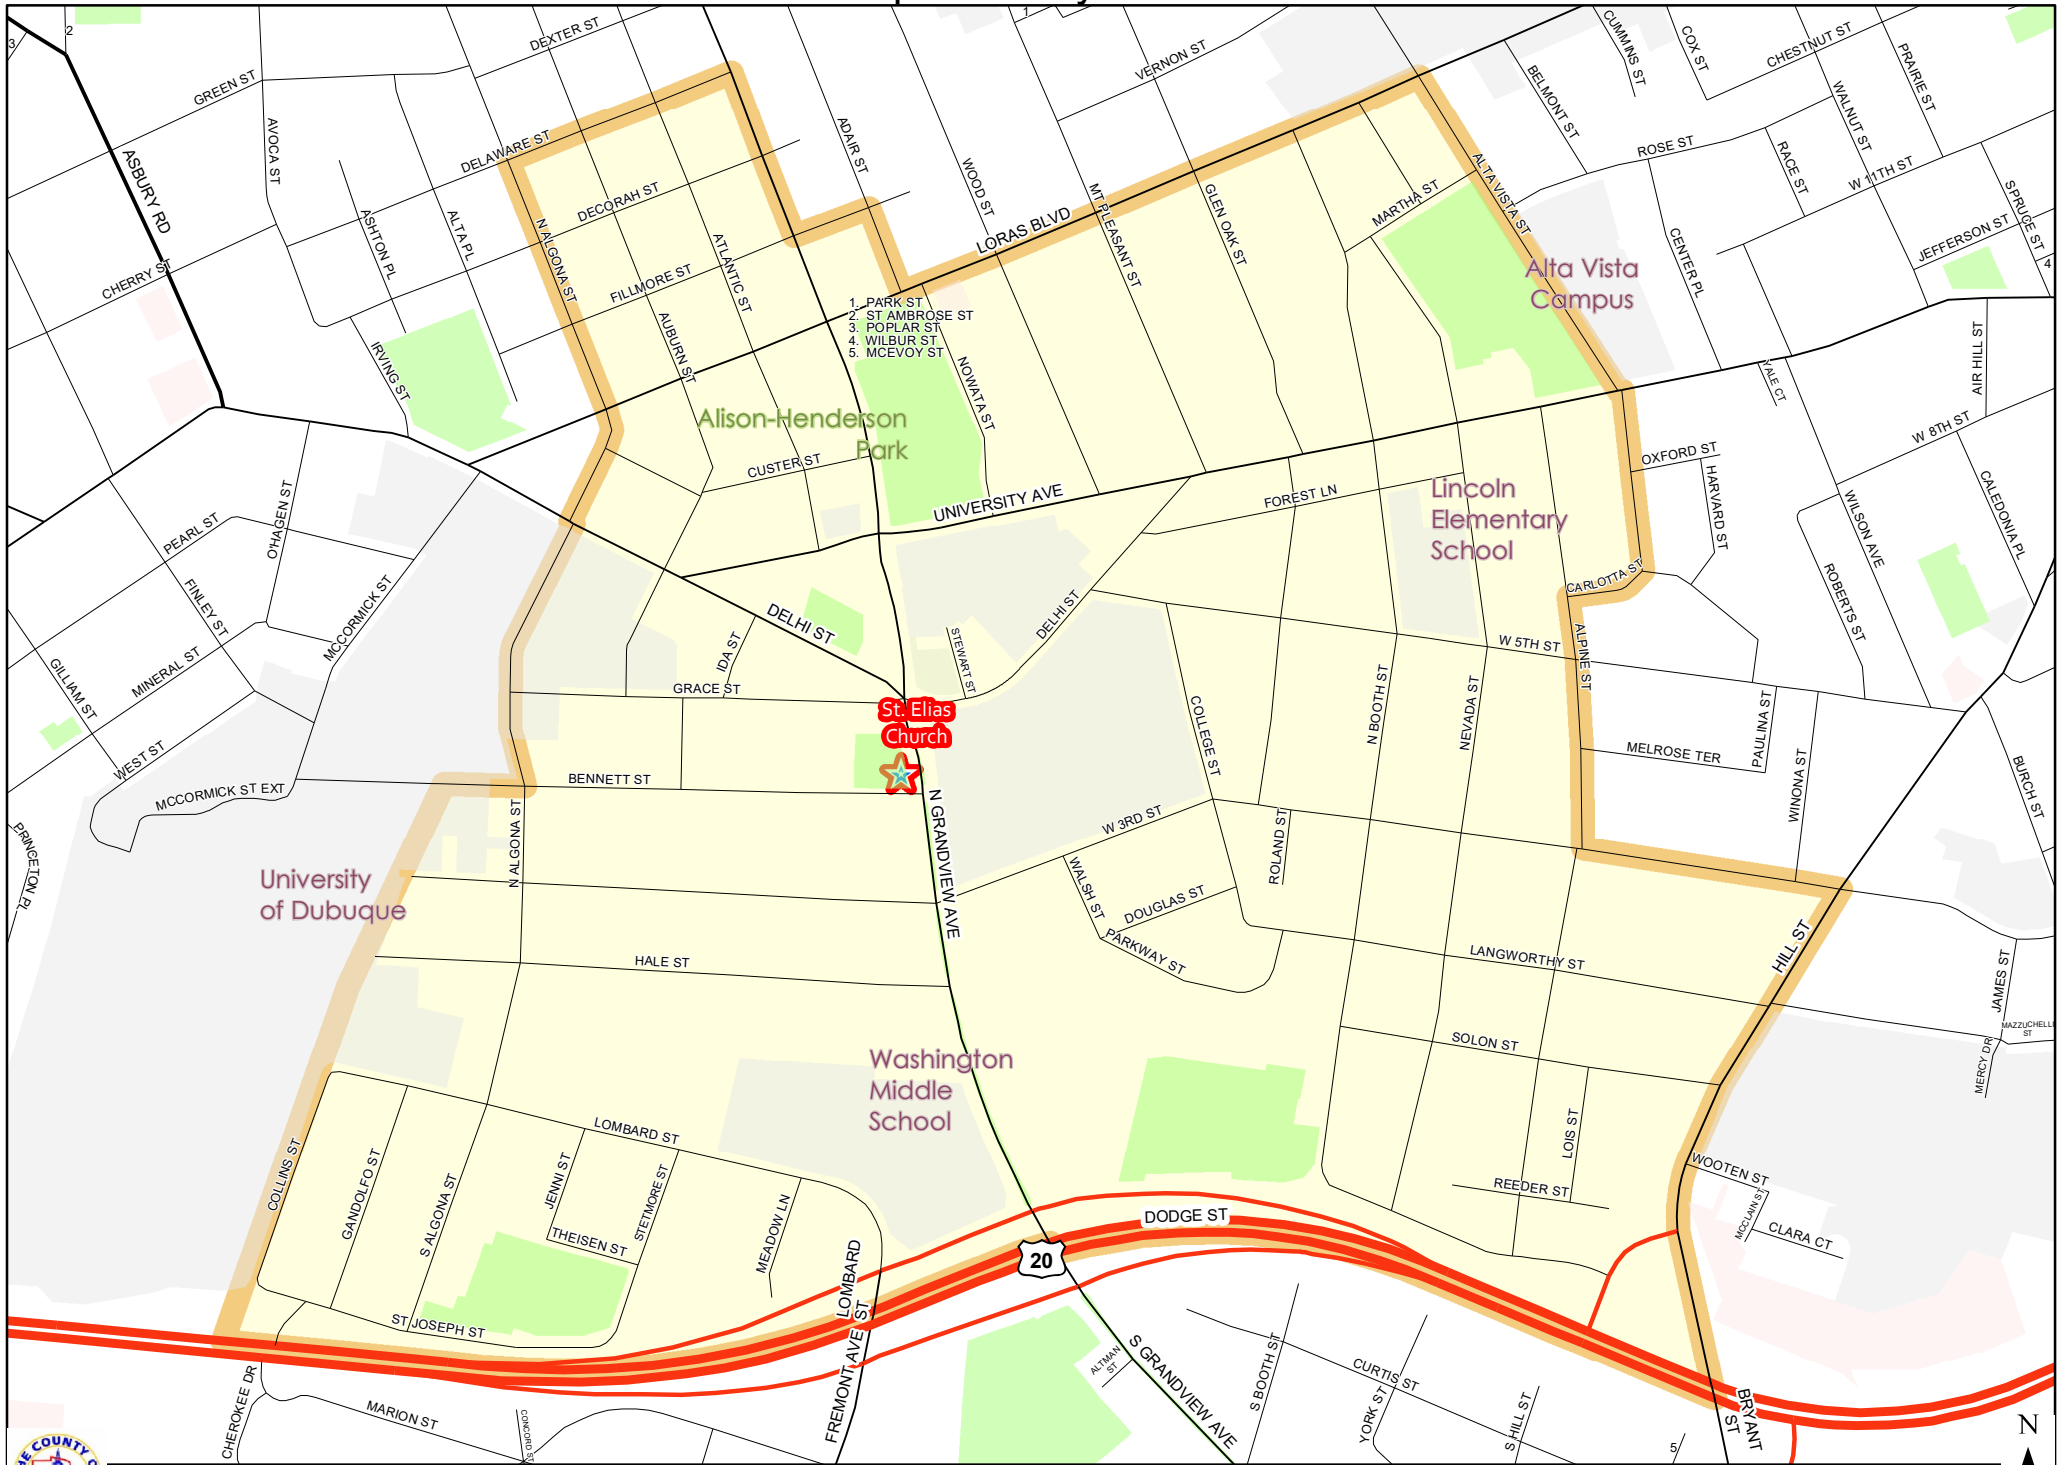 1
2
3
DEXTER ST
VERNON ST
CUMMINS ST
COX ST
CHESTNUT ST
PRAIRIE ST
GREEN ST
BELMONT ST
WALNUT ST
AVOCA ST
ASBURY RD
DELAWARE ST
ADAIR ST
WOOD ST
MT PLEASANT ST
GLEN OAK ST
MARTHA ST
ALTA VISTA ST
ROSE ST
RACE ST
W 11TH ST
SPRUCE ST
DECORAH ST
ASHTON PL
ALTA PL
N ALGONA ST
ATLANTIC ST
LORAS BLVD
CENTER PL
JEFFERSON ST
4
CHERRY ST
FILLMORE ST
Alta Vista
Campus
1. PARK ST
2. ST AMBROSE ST
3. POPLAR ST
4. WILBUR ST
5. MCEVOY ST
AUBURN ST
IRVING ST
NOWATA ST
YALE CT
AIR HILL ST
Alison-Henderson
Park
CUSTER ST
W 8TH ST
OXFORD ST
HARVARD ST
UNIVERSITY AVE
FOREST LN
Lincoln
Elementary
School
WILSON AVE
CALEDONIA PL
O'HAGEN ST
PEARL ST
FINLEY ST
MCCORMICK ST
DELHI ST
DELHI ST
CARLOTTA ST
ROBERTS ST
IDA ST
STEWART ST
W 5TH ST
ALPINE ST
GILLIAM ST
MINERAL ST
GRACE ST
St. Elias
Church
COLLEGE ST
N BOOTH ST
NEVADA ST
PAULINA ST
WEST ST
MELROSE TER
WINONA ST
BURCH ST
MCCORMICK ST EXT
BENNETT ST
N ALGONA ST
N GRANDVIEW AVE
W 3RD ST
ROLAND ST
PRINCETON PL
University
of Dubuque
WALSH ST
DOUGLAS ST
PARKWAY ST
HALE ST
LANGWORTHY ST
HILL ST
JAMES ST
MAZZUCHELLI
ST
MERCY DR
SOLON ST
Washington
Middle
School
LOMBARD ST
LOIS ST
COLLINS ST
GANDOLFO ST
S ALGONA ST
JENNI ST
STETMORE ST
THEISEN ST
MEADOW LN
REEDER ST
WOOTEN ST
MCCLAIN ST
CLARA CT
DODGE ST
20
LOMBARD
ST
FREMONT AVE
ST JOSEPH ST
ALTMAN
ST
S GRANDVIEW AVE
S BOOTH ST
CURTIS ST
YORK ST
S HILL ST
BRYANT
ST
CHEROKEE DR
MARION ST
CONCORD ST
5
N
COUNTY